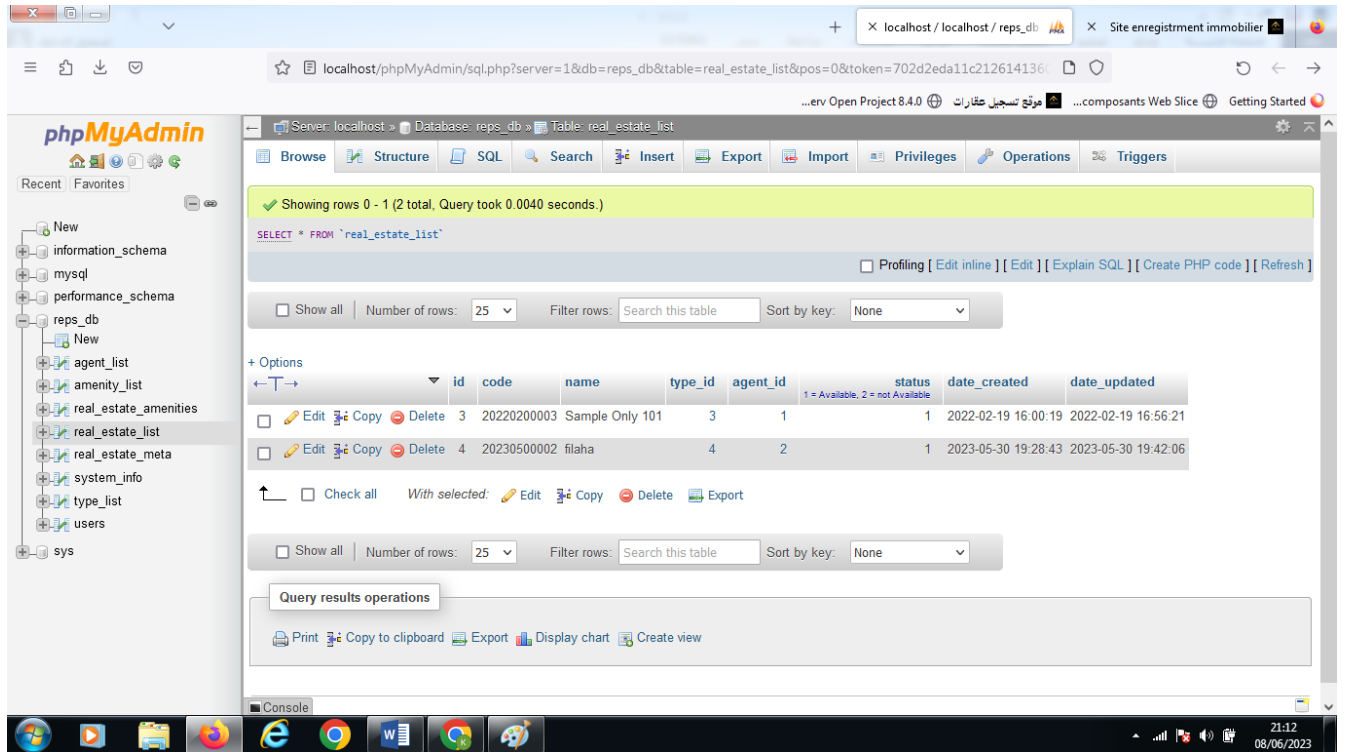 localhost / localhost / reps_db
Site enregistrment immobilier
localhost/phpMyAdmin/sql.php?server=1&db=reps_db&table=real_estate_list&pos=0&token=702d2eda11c212614136
...erv Open Project 8.4.0
موقع تسجيل عقارات
...composants Web Slice
Getting Started
phpMyAdmin
Recent Favorites
New
information_schema
mysql
performance_schema
reps_db
New
agent_list
amenity_list
real_estate_amenities
real_estate_list
real_estate_meta
system_info
type_list
users
sys
Server: localhost » Database: reps_db » Table: real_estate_list
Browse Structure SQL Search Insert Export Import Privileges Operations Triggers
Showing rows 0 - 1 (2 total, Query took 0.0040 seconds.)
SELECT * FROM `real_estate_list`
Profiling [ Edit inline ] [ Edit ] [ Explain SQL ] [ Create PHP code ] [ Refresh ]
Show all Number of rows: 25 Filter rows: Search this table Sort by key: None
+ Options
←T→ id code name type_id agent_id status date_created date_updated
1 = Available, 2 = not Available
Edit Copy Delete 3 20220200003 Sample Only 101 3 1 1 2022-02-19 16:00:19 2022-02-19 16:56:21
Edit Copy Delete 4 20230500002 filaha 4 2 1 2023-05-30 19:28:43 2023-05-30 19:42:06
Check all With selected: Edit Copy Delete Export
Show all Number of rows: 25 Filter rows: Search this table Sort by key: None
Query results operations
Print Copy to clipboard Export Display chart Create view
Console
21:12
08/06/2023